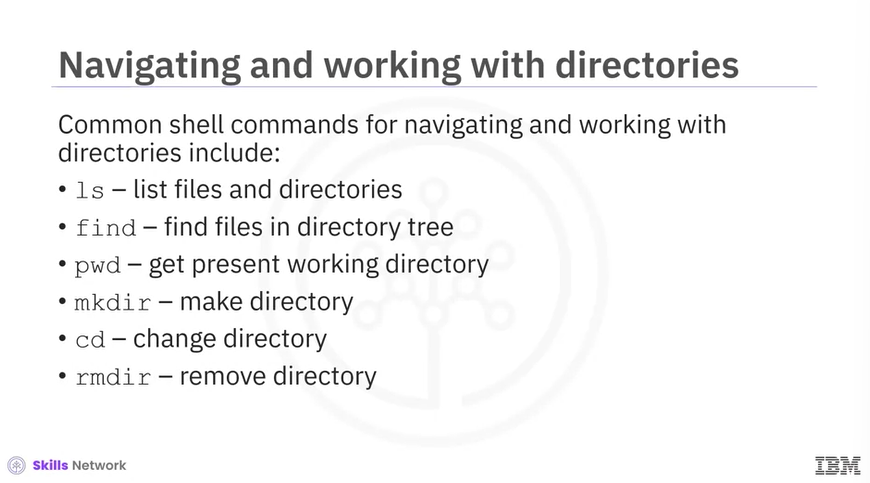 Navigating and working with directories
Common shell commands for navigating and working with
directories include:
• ls – list files and directories
• find – find files in directory tree
• pwd – get present working directory
• mkdir – make directory
• cd – change directory
• rmdir – remove directory
Skills Network
IBM